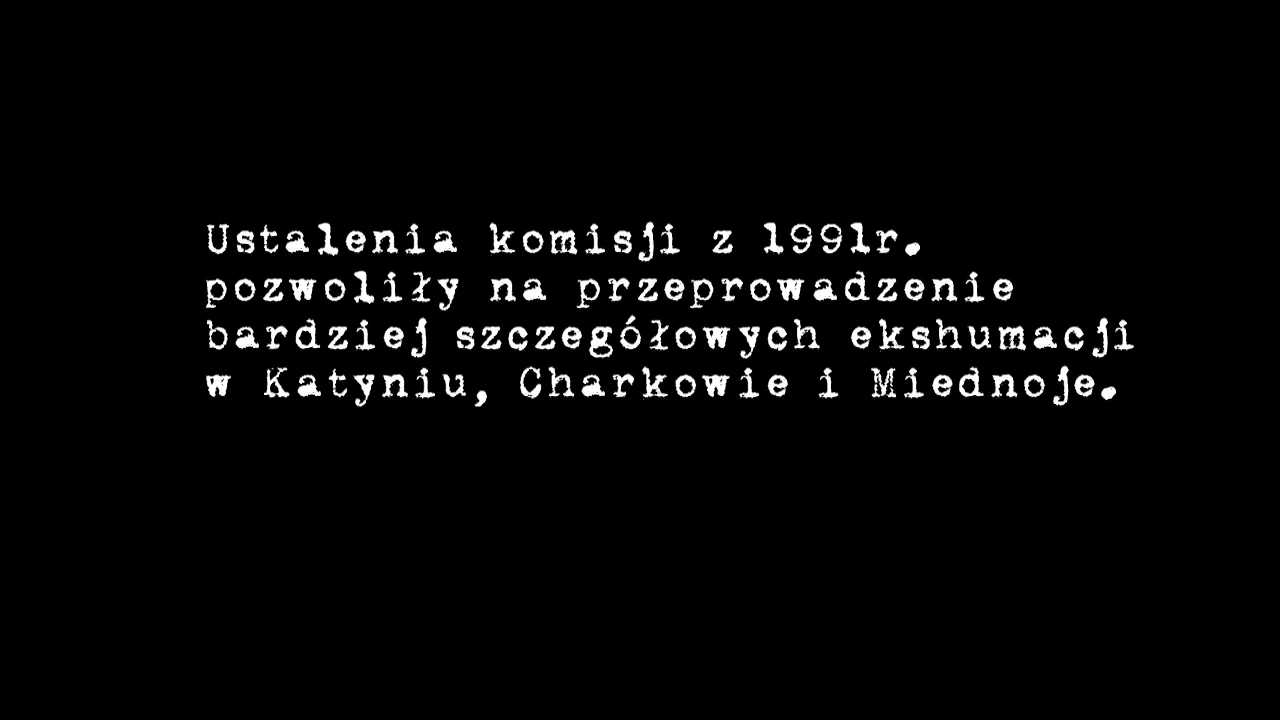 Ustalenia komisji z 1991r.
pozwoliły na przeprowadzenie
bardziej szczegółowych ekshumacji
w Katyniu, Charkowie i Miednoje.